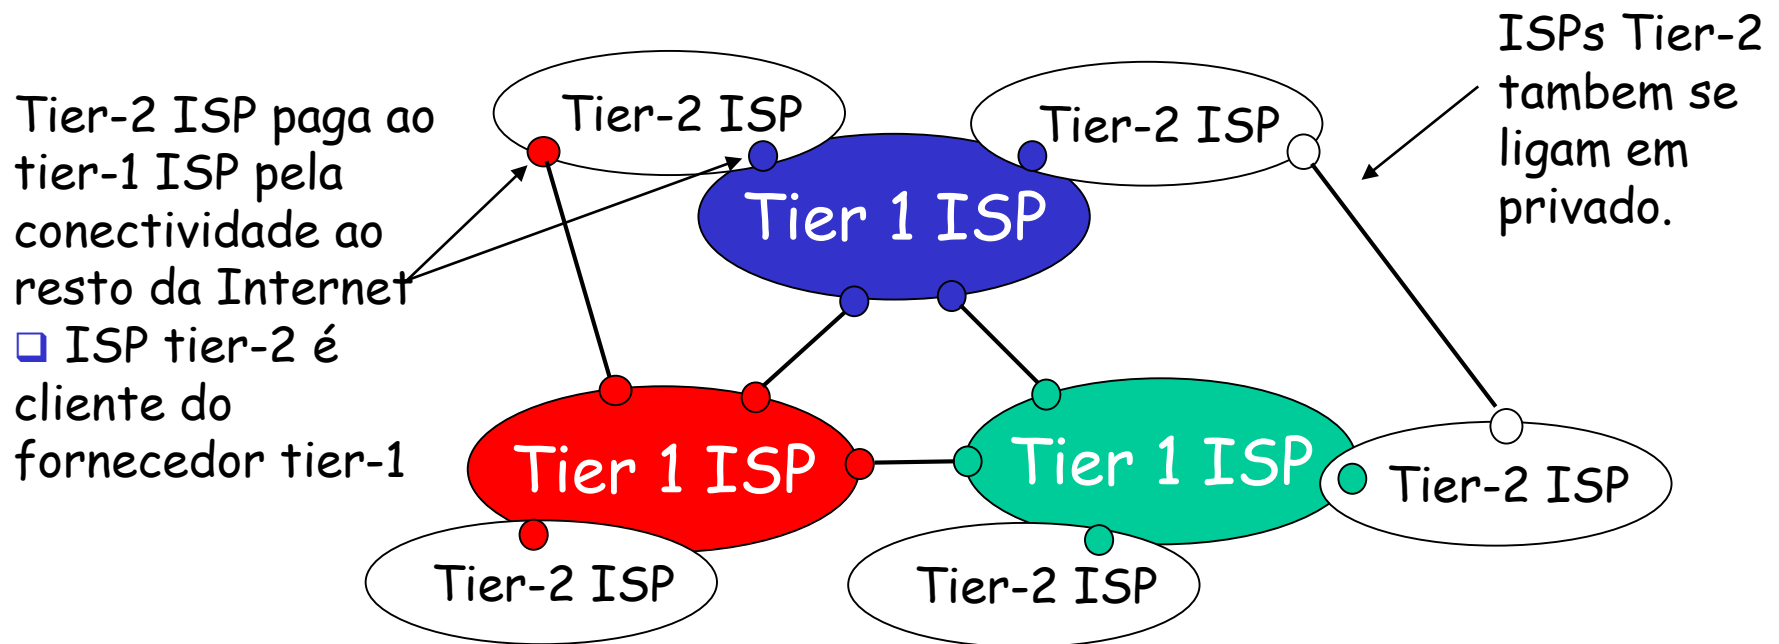 Tier-2 ISP paga ao
tier-1 ISP pela
conectividade ao
resto da Internet
❑ ISP tier-2 é
cliente do
fornecedor tier-1
Tier-2 ISP
Tier-2 ISP
ISPs Tier-2
tambem se
ligam em
privado.
Tier 1 ISP
Tier 1 ISP
Tier 1 ISP
Tier-2 ISP
Tier-2 ISP
Tier-2 ISP